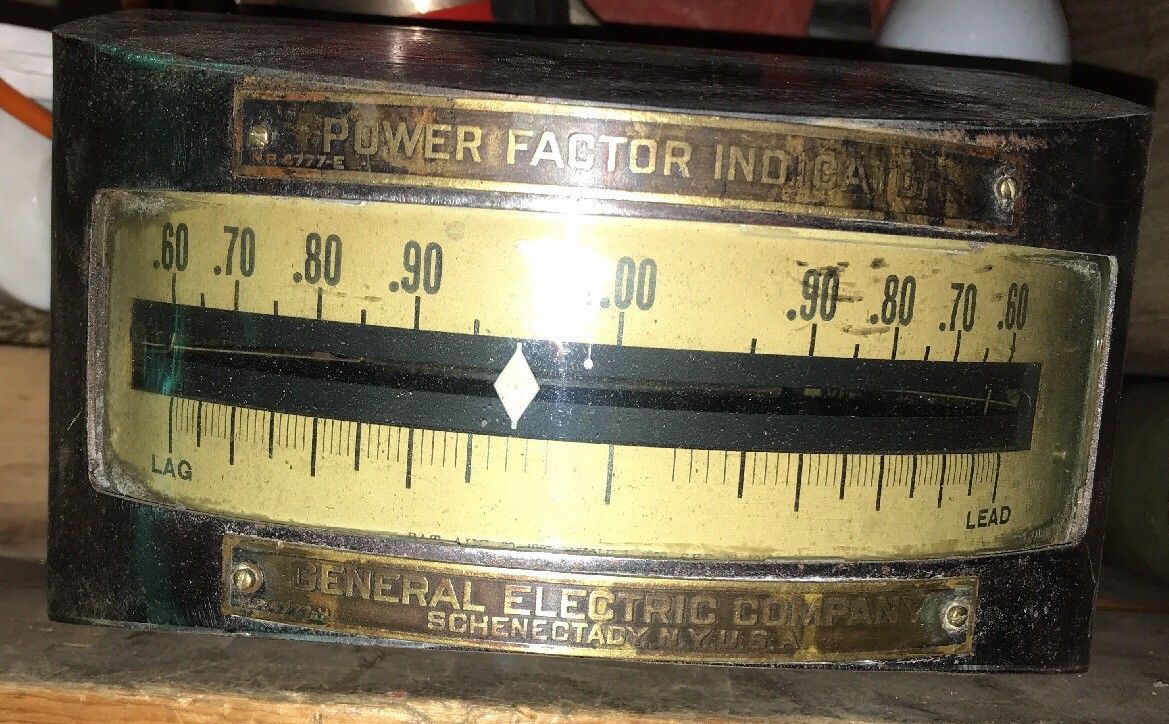 POWER FACTOR INDICATOR
.60 .70 .80 .90 1.00 .90 .80 .70 .60
LAG
LEAD
GENERAL ELECTRIC COMPANY
SCHENECTADY, N.Y. U.S.A.